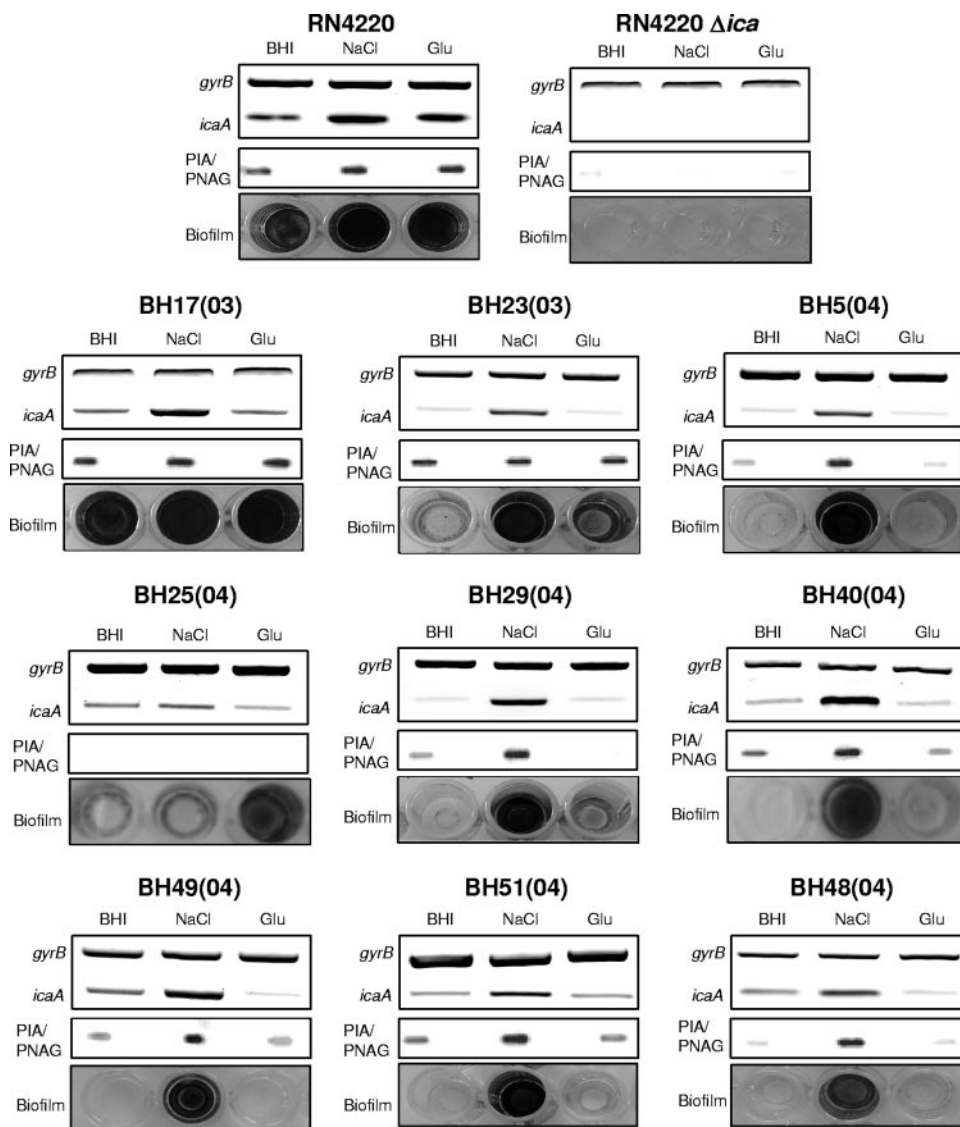 RN4220 RN4220 Δica
BHI NaCl Glu BHI NaCl Glu
gyrB gyrB
icaA icaA
PIA/ PIA/
PNAG PNAG
Biofilm Biofilm
BH17(03) BH23(03) BH5(04)
BHI NaCl Glu BHI NaCl Glu BHI NaCl Glu
gyrB gyrB gyrB
icaA icaA icaA
PIA/ PIA/ PIA/
PNAG PNAG PNAG
Biofilm Biofilm Biofilm
BH25(04) BH29(04) BH40(04)
BHI NaCl Glu BHI NaCl Glu BHI NaCl Glu
gyrB gyrB gyrB
icaA icaA icaA
PIA/ PIA/ PIA/
PNAG PNAG PNAG
Biofilm Biofilm Biofilm
BH49(04) BH51(04) BH48(04)
BHI NaCl Glu BHI NaCl Glu BHI NaCl Glu
gyrB gyrB gyrB
icaA icaA icaA
PIA/ PIA/ PIA/
PNAG PNAG PNAG
Biofilm Biofilm Biofilm